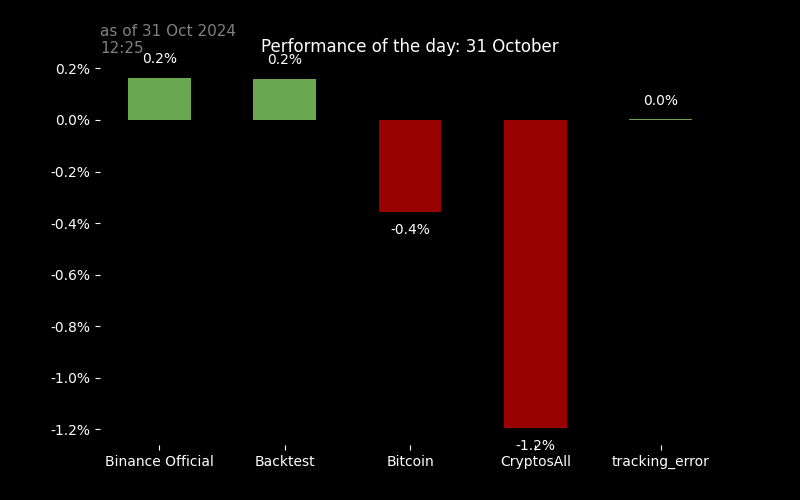 as of 31 Oct 2024
12:25
Performance of the day: 31 October
0.2%
0.2%
-0.4%
-1.2%
0.0%
0.2%
0.0%
-0.2%
-0.4%
-0.6%
-0.8%
-1.0%
-1.2%
Binance Official
Backtest
Bitcoin
CryptosAll
tracking_error